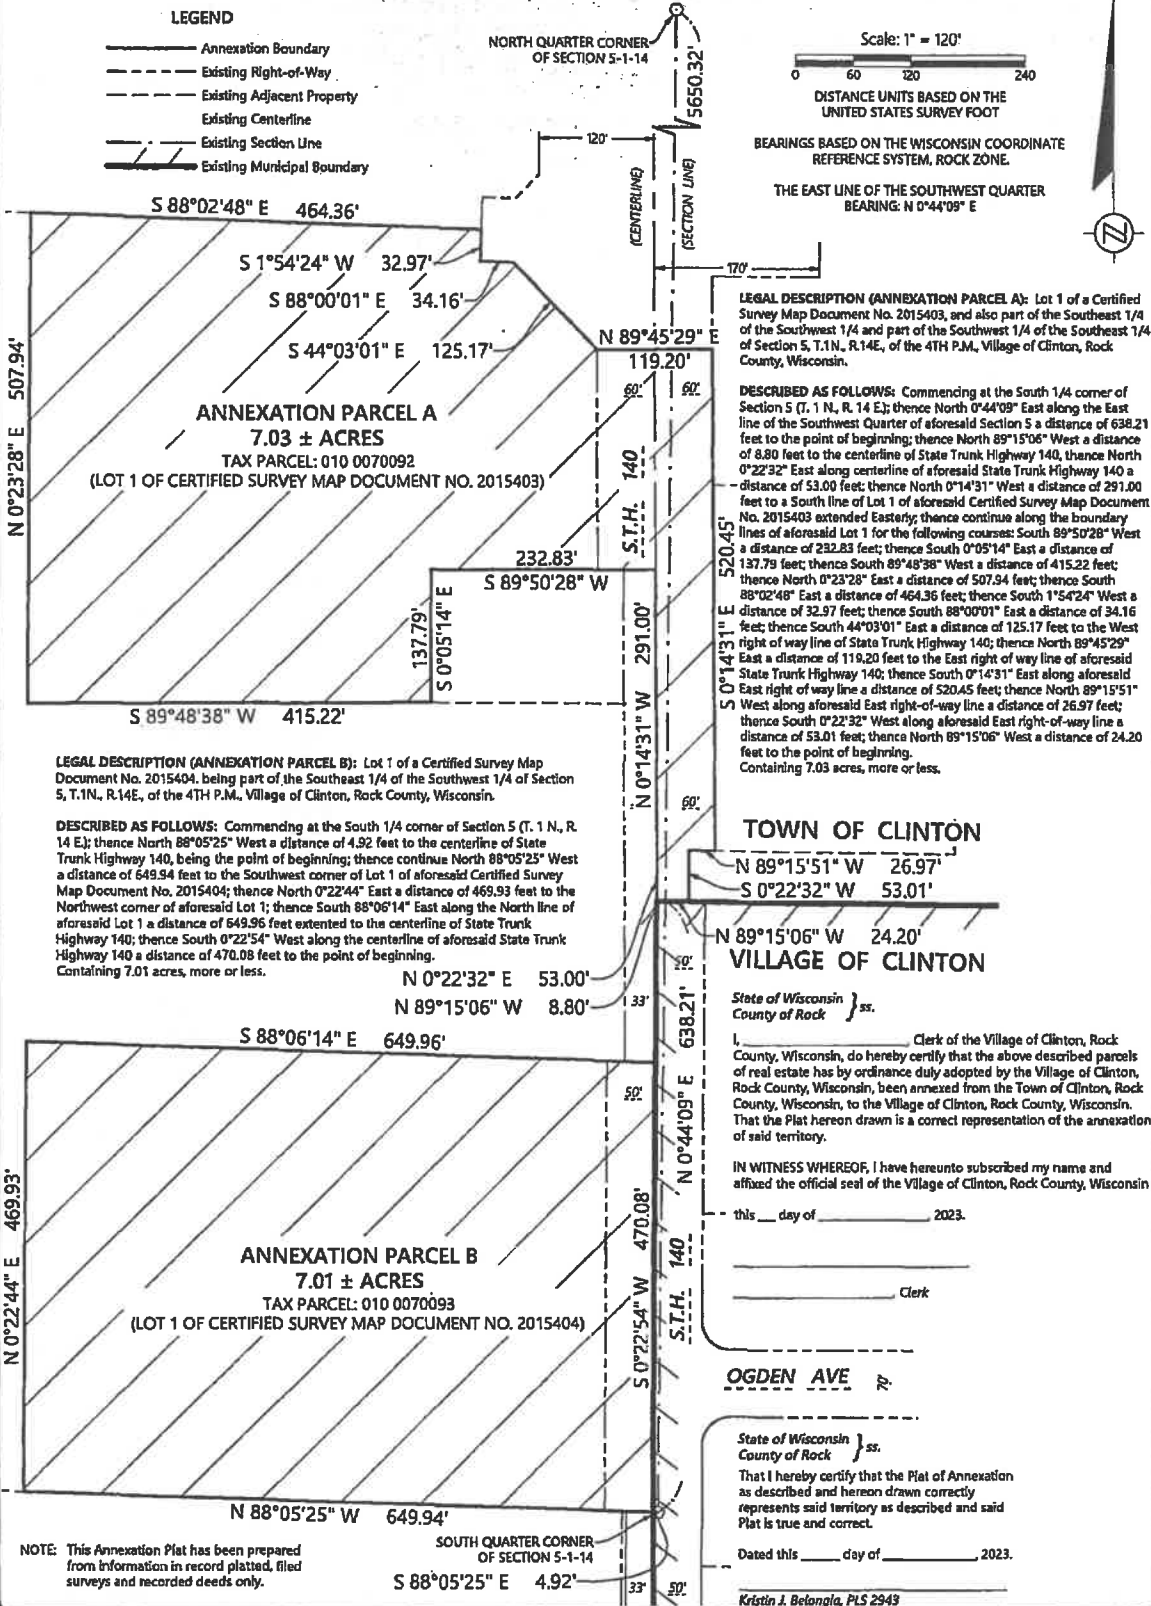 LEGEND
Annexation Boundary
Existing Right-of-Way
Existing Adjacent Property
Existing Centerline
Existing Section Line
Existing Municipal Boundary
NORTH QUARTER CORNER
OF SECTION 5-1-14
5650.32'
Scale: 1" = 120'
0 60 120 240
DISTANCE UNITS BASED ON THE
UNITED STATES SURVEY FOOT
BEARINGS BASED ON THE WISCONSIN COORDINATE
REFERENCE SYSTEM, ROCK ZONE.
THE EAST LINE OF THE SOUTHWEST QUARTER
BEARING: N 0°44'09" E
N
120'
(CENTERLINE)
(SECTION LINE)
170'
S 88°02'48" E 464.36'
S 1°54'24" W 32.97'
S 88°00'01" E 34.16'
S 44°03'01" E 125.17'
N 89°45'29" E
119.20'
60' 60'
N 0°23'28" E 507.94'
ANNEXATION PARCEL A
7.03 ± ACRES
TAX PARCEL: 010 0070092
(LOT 1 OF CERTIFIED SURVEY MAP DOCUMENT NO. 2015403)
S.T.H. 140
232.83'
S 89°50'28" W
137.79'
S 0°05'14" E
N 0°14'31" W 291.00'
S 0°14'31" E 520.45'
S 89°48'38" W 415.22'
LEGAL DESCRIPTION (ANNEXATION PARCEL A): Lot 1 of a Certified
Survey Map Document No. 2015403, and also part of the Southeast 1/4
of the Southwest 1/4 and part of the Southwest 1/4 of the Southeast 1/4
of Section 5, T.1N., R.14E., of the 4TH P.M., Village of Clinton, Rock
County, Wisconsin.
DESCRIBED AS FOLLOWS: Commencing at the South 1/4 corner of
Section 5 (T. 1 N., R. 14 E.); thence North 0°44'09" East along the East
line of the Southwest Quarter of aforesaid Section 5 a distance of 638.21
feet to the point of beginning; thence North 89°15'06" West a distance
of 8.80 feet to the centerline of State Trunk Highway 140, thence North
0°22'32" East along centerline of aforesaid State Trunk Highway 140 a
distance of 53.00 feet; thence North 0°14'31" West a distance of 291.00
feet to a South line of Lot 1 of aforesaid Certified Survey Map Document
No. 2015403 extended Easterly; thence continue along the boundary
lines of aforesaid Lot 1 for the following courses: South 89°50'28" West
a distance of 232.83 feet; thence South 0°05'14" East a distance of
137.79 feet; thence South 89°48'38" West a distance of 415.22 feet;
thence North 0°23'28" East a distance of 507.94 feet; thence South
88°02'48" East a distance of 464.36 feet; thence South 1°54'24" West a
distance of 32.97 feet; thence South 88°00'01" East a distance of 34.16
feet; thence South 44°03'01" East a distance of 125.17 feet to the West
right of way line of State Trunk Highway 140; thence North 89°45'29"
East a distance of 119.20 feet to the East right of way line of aforesaid
State Trunk Highway 140; thence South 0°14'31" East along aforesaid
East right of way line a distance of 520.45 feet; thence North 89°15'51"
West along aforesaid East right-of-way line a distance of 26.97 feet;
thence South 0°22'32" West along aforesaid East right-of-way line a
distance of 53.01 feet; thence North 89°15'06" West a distance of 24.20
feet to the point of beginning.
Containing 7.03 acres, more or less.
LEGAL DESCRIPTION (ANNEXATION PARCEL B): Lot 1 of a Certified Survey Map
Document No. 2015404, being part of the Southeast 1/4 of the Southwest 1/4 of Section
5, T.1N., R.14E., of the 4TH P.M., Village of Clinton, Rock County, Wisconsin.
DESCRIBED AS FOLLOWS: Commencing at the South 1/4 corner of Section 5 (T. 1 N., R.
14 E.); thence North 88°05'25" West a distance of 4.92 feet to the centerline of State
Trunk Highway 140, being the point of beginning; thence continue North 88°05'25" West
a distance of 649.94 feet to the Southwest corner of Lot 1 of aforesaid Certified Survey
Map Document No. 2015404; thence North 0°22'44" East a distance of 469.93 feet to the
Northwest corner of aforesaid Lot 1; thence South 88°06'14" East along the North line of
aforesaid Lot 1 a distance of 649.96 feet extented to the centerline of State Trunk
Highway 140; thence South 0°22'54" West along the centerline of aforesaid State Trunk
Highway 140 a distance of 470.08 feet to the point of beginning.
Containing 7.01 acres, more or less.
60'
TOWN OF CLINTON
N 89°15'51" W 26.97'
S 0°22'32" W 53.01'
N 89°15'06" W 24.20'
VILLAGE OF CLINTON
N 0°22'32" E 53.00'
N 89°15'06" W 8.80'
33'
50'
S 88°06'14" E 649.96'
50'
N 0°44'09" E 638.21'
N 0°22'44" E 469.93'
S 0°22'54" W 470.08'
S.T.H. 140
ANNEXATION PARCEL B
7.01 ± ACRES
TAX PARCEL: 010 0070093
(LOT 1 OF CERTIFIED SURVEY MAP DOCUMENT NO. 2015404)
State of Wisconsin } ss.
County of Rock
I, ____________ Clerk of the Village of Clinton, Rock
County, Wisconsin, do hereby certify that the above described parcels
of real estate has by ordinance duly adopted by the Village of Clinton,
Rock County, Wisconsin, been annexed from the Town of Clinton, Rock
County, Wisconsin, to the Village of Clinton, Rock County, Wisconsin.
That the Plat hereon drawn is a correct representation of the annexation
of said territory.
IN WITNESS WHEREOF, I have hereunto subscribed my name and
affixed the official seal of the Village of Clinton, Rock County, Wisconsin
this __ day of ____________, 2023.
____________, Clerk
OGDEN AVE 70'
State of Wisconsin } ss.
County of Rock
That I hereby certify that the Plat of Annexation
as described and hereon drawn correctly
represents said territory as described and said
Plat is true and correct.
Dated this ____ day of __________, 2023.
Kristin J. Belongia, PLS 2943
N 88°05'25" W 649.94'
SOUTH QUARTER CORNER
OF SECTION 5-1-14
S 88°05'25" E 4.92'
33' 50'
NOTE: This Annexation Plat has been prepared
from information in record platted, filed
surveys and recorded deeds only.